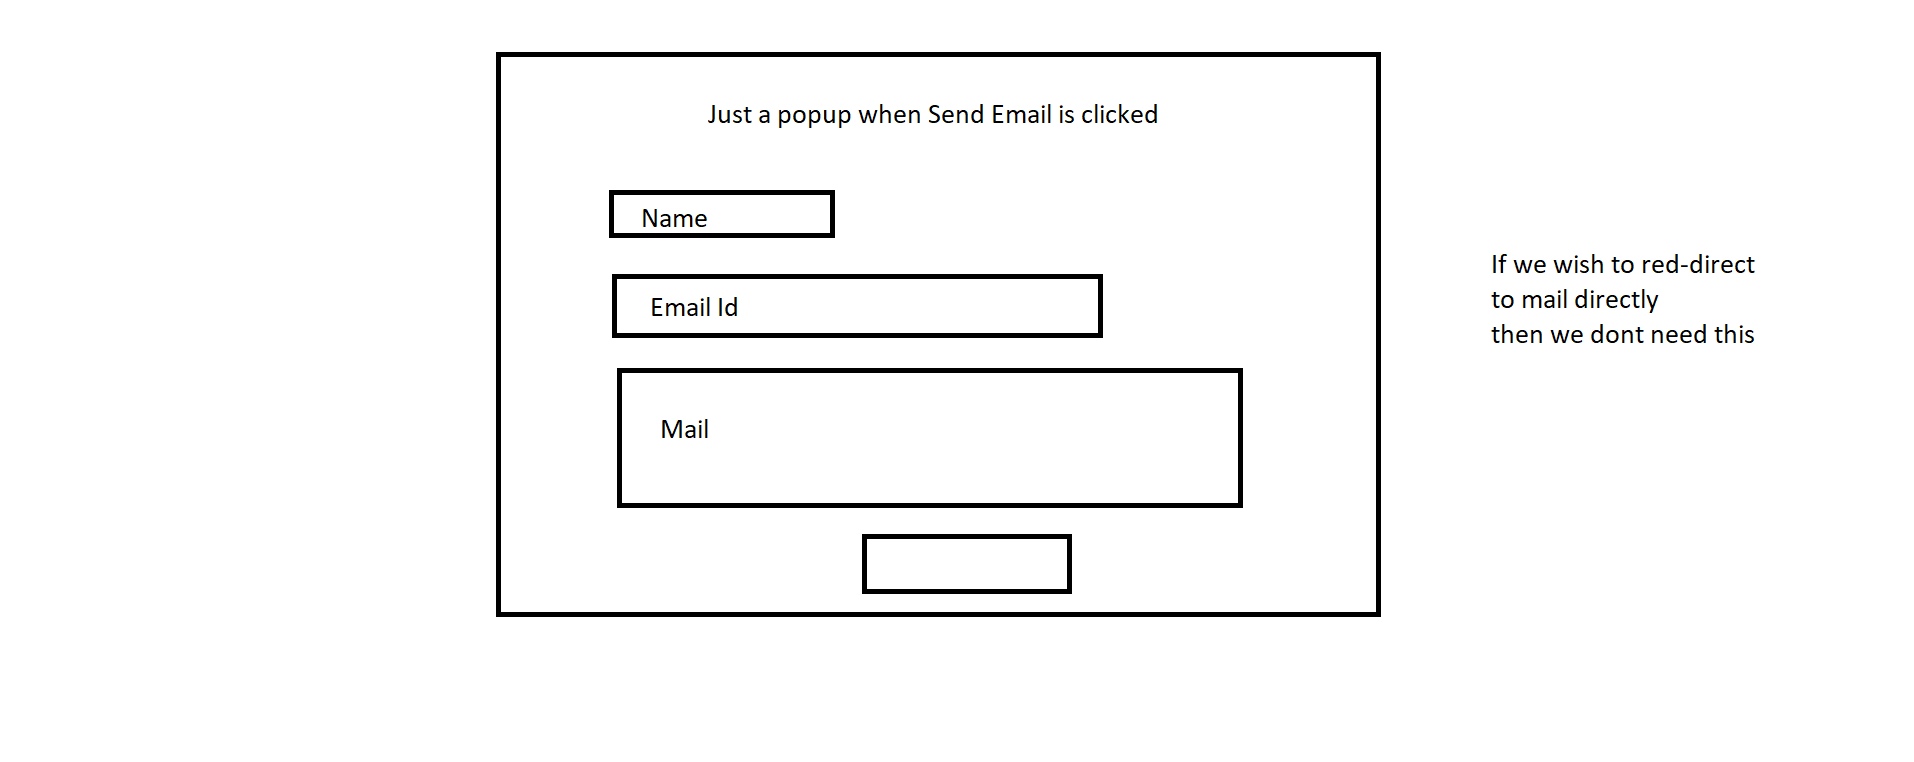 Just a popup when Send Email is clicked
Name
Email Id
Mail
If we wish to red-direct
to mail directly
then we dont need this